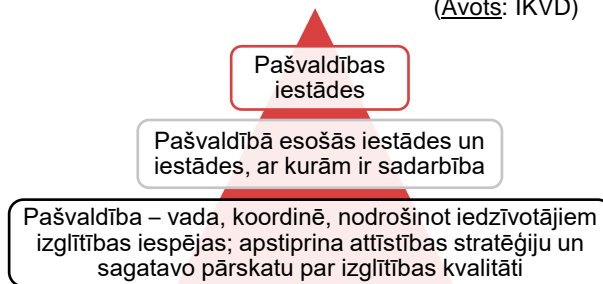 (Avots: IKVD)
Pašvaldības
iestādes
Pašvaldībā esošās iestādes un
iestādes, ar kurām ir sadarbība
Pašvaldība – vada, koordinē, nodrošinot iedzīvotājiem
izglītības iespējas; apstiprina attīstības stratēģiju un
sagatavo pārskatu par izglītības kvalitāti